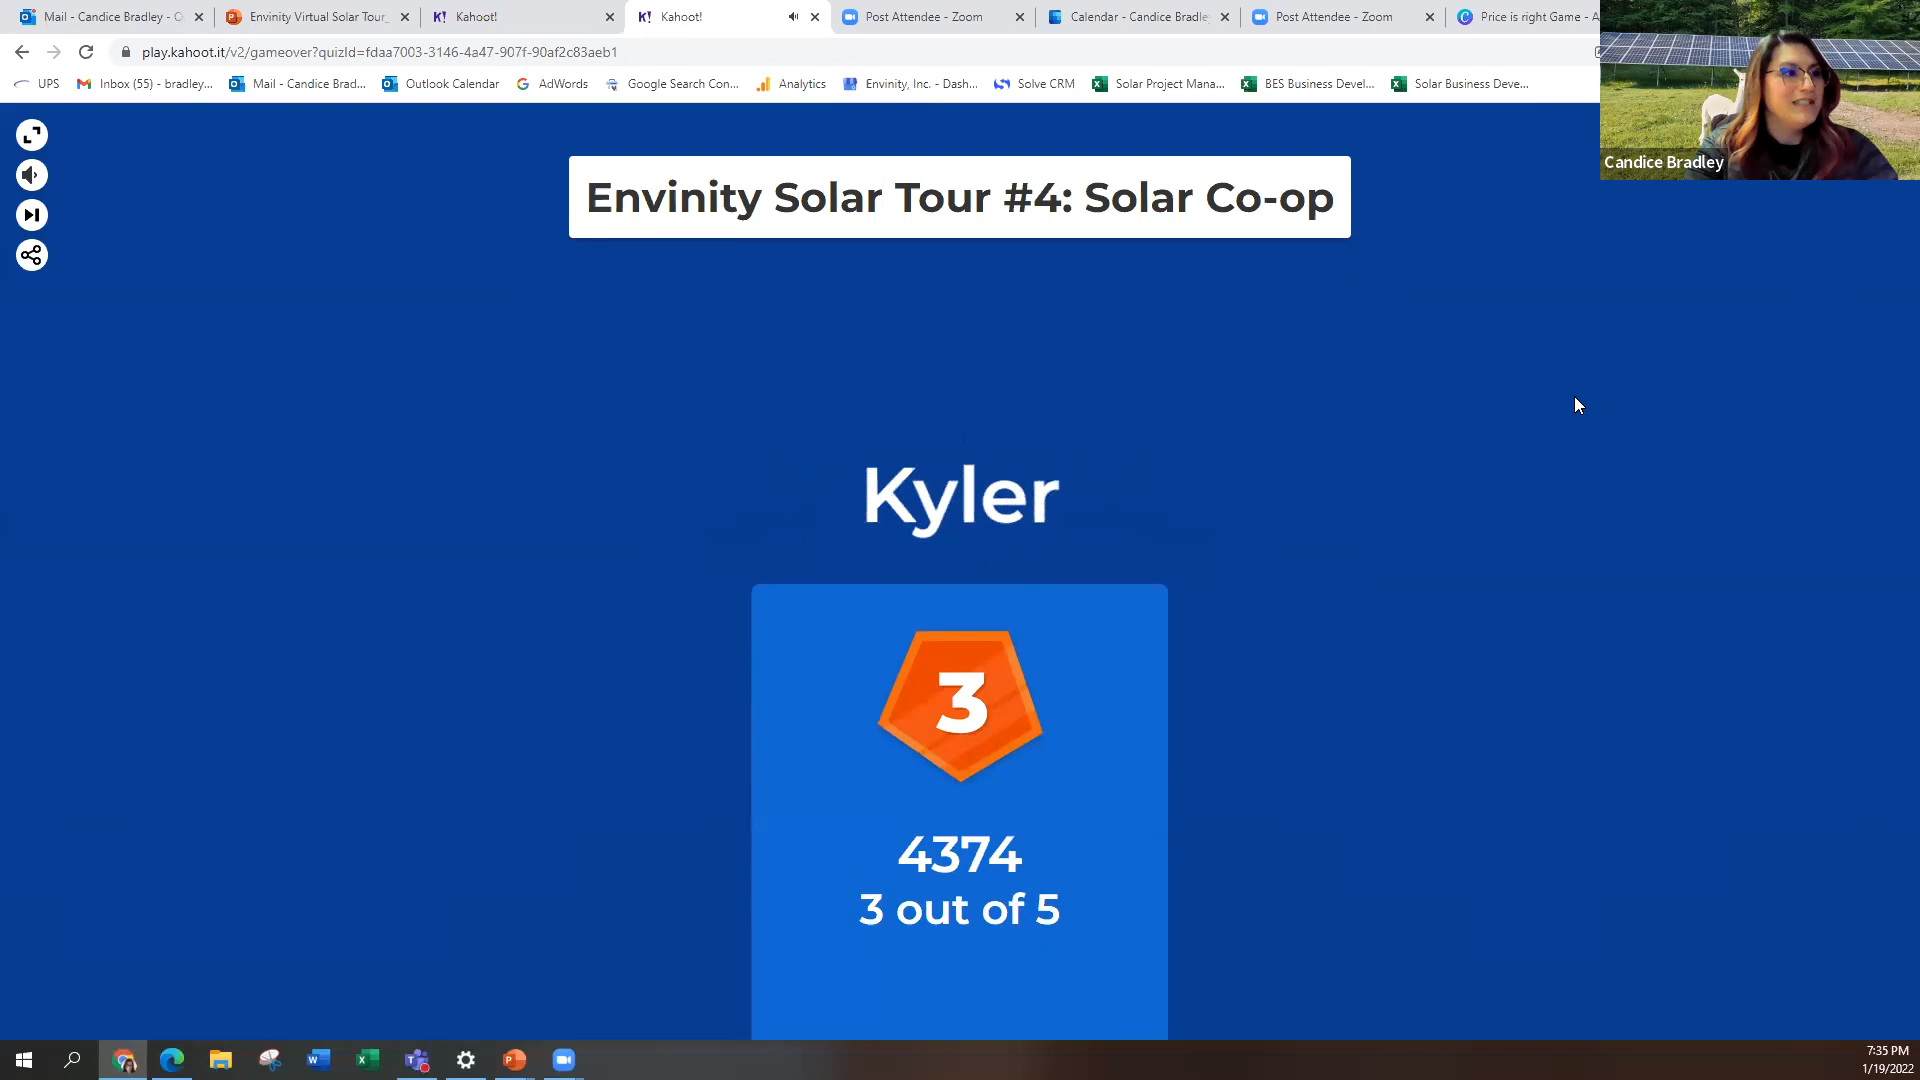 Mail - Candice Bradley - O
Envinity Virtual Solar Tour_
K! Kahoot!
K! Kahoot!
Post Attendee - Zoom
Calendar - Candice Bradle
Post Attendee - Zoom
Price is right Game - A
play.kahoot.it/v2/gameover?quizId=fdaa7003-3146-4a47-907f-90af2c83aeb1
UPS
Inbox (55) - bradley...
Mail - Candice Brad...
Outlook Calendar
AdWords
Google Search Con...
Analytics
Envinity, Inc. - Dash...
Solve CRM
Solar Project Mana...
BES Business Devel...
Solar Business Deve...
Candice Bradley
Envinity Solar Tour #4: Solar Co-op
Kyler
3
4374
3 out of 5
7:35 PM
1/19/2022